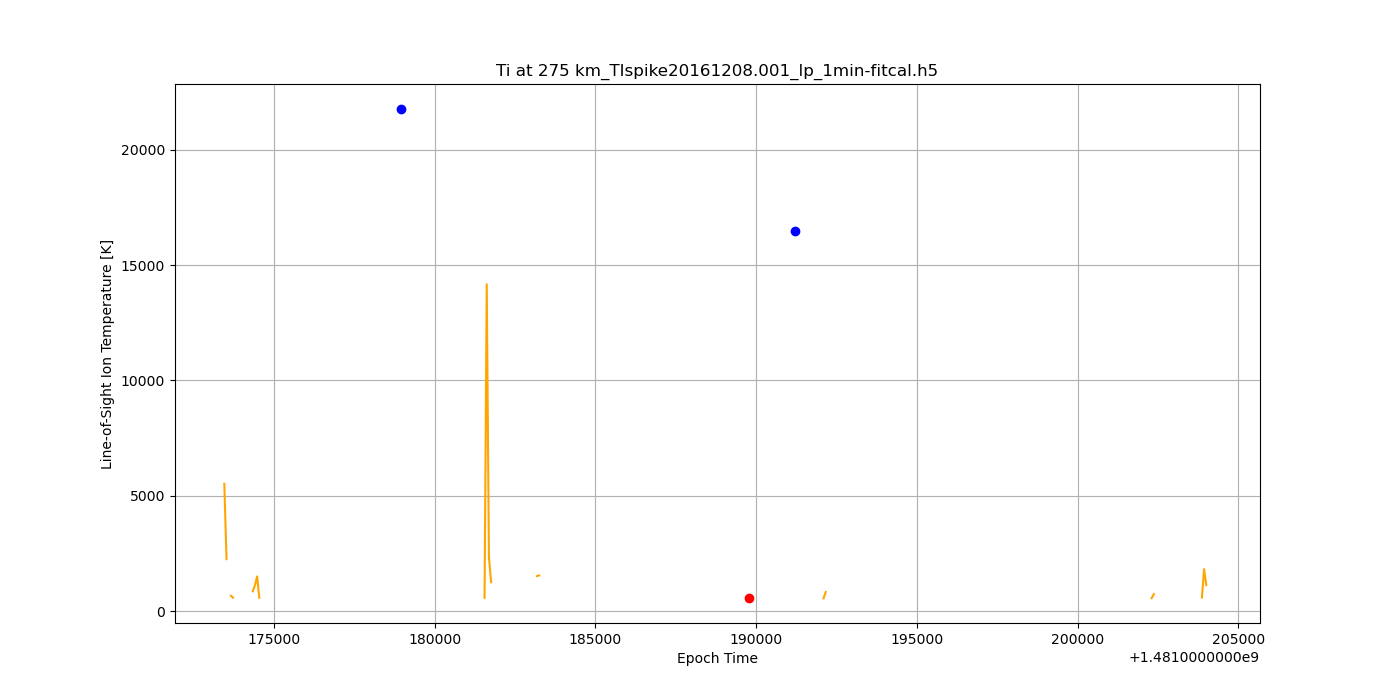 Ti at 275 km_TIspike20161208.001_lp_1min-fitcal.h5
Line-of-Sight Ion Temperature [K]
20000
15000
10000
5000
0
175000 180000 185000 190000 195000 200000 205000
Epoch Time
+1.4810000000e9